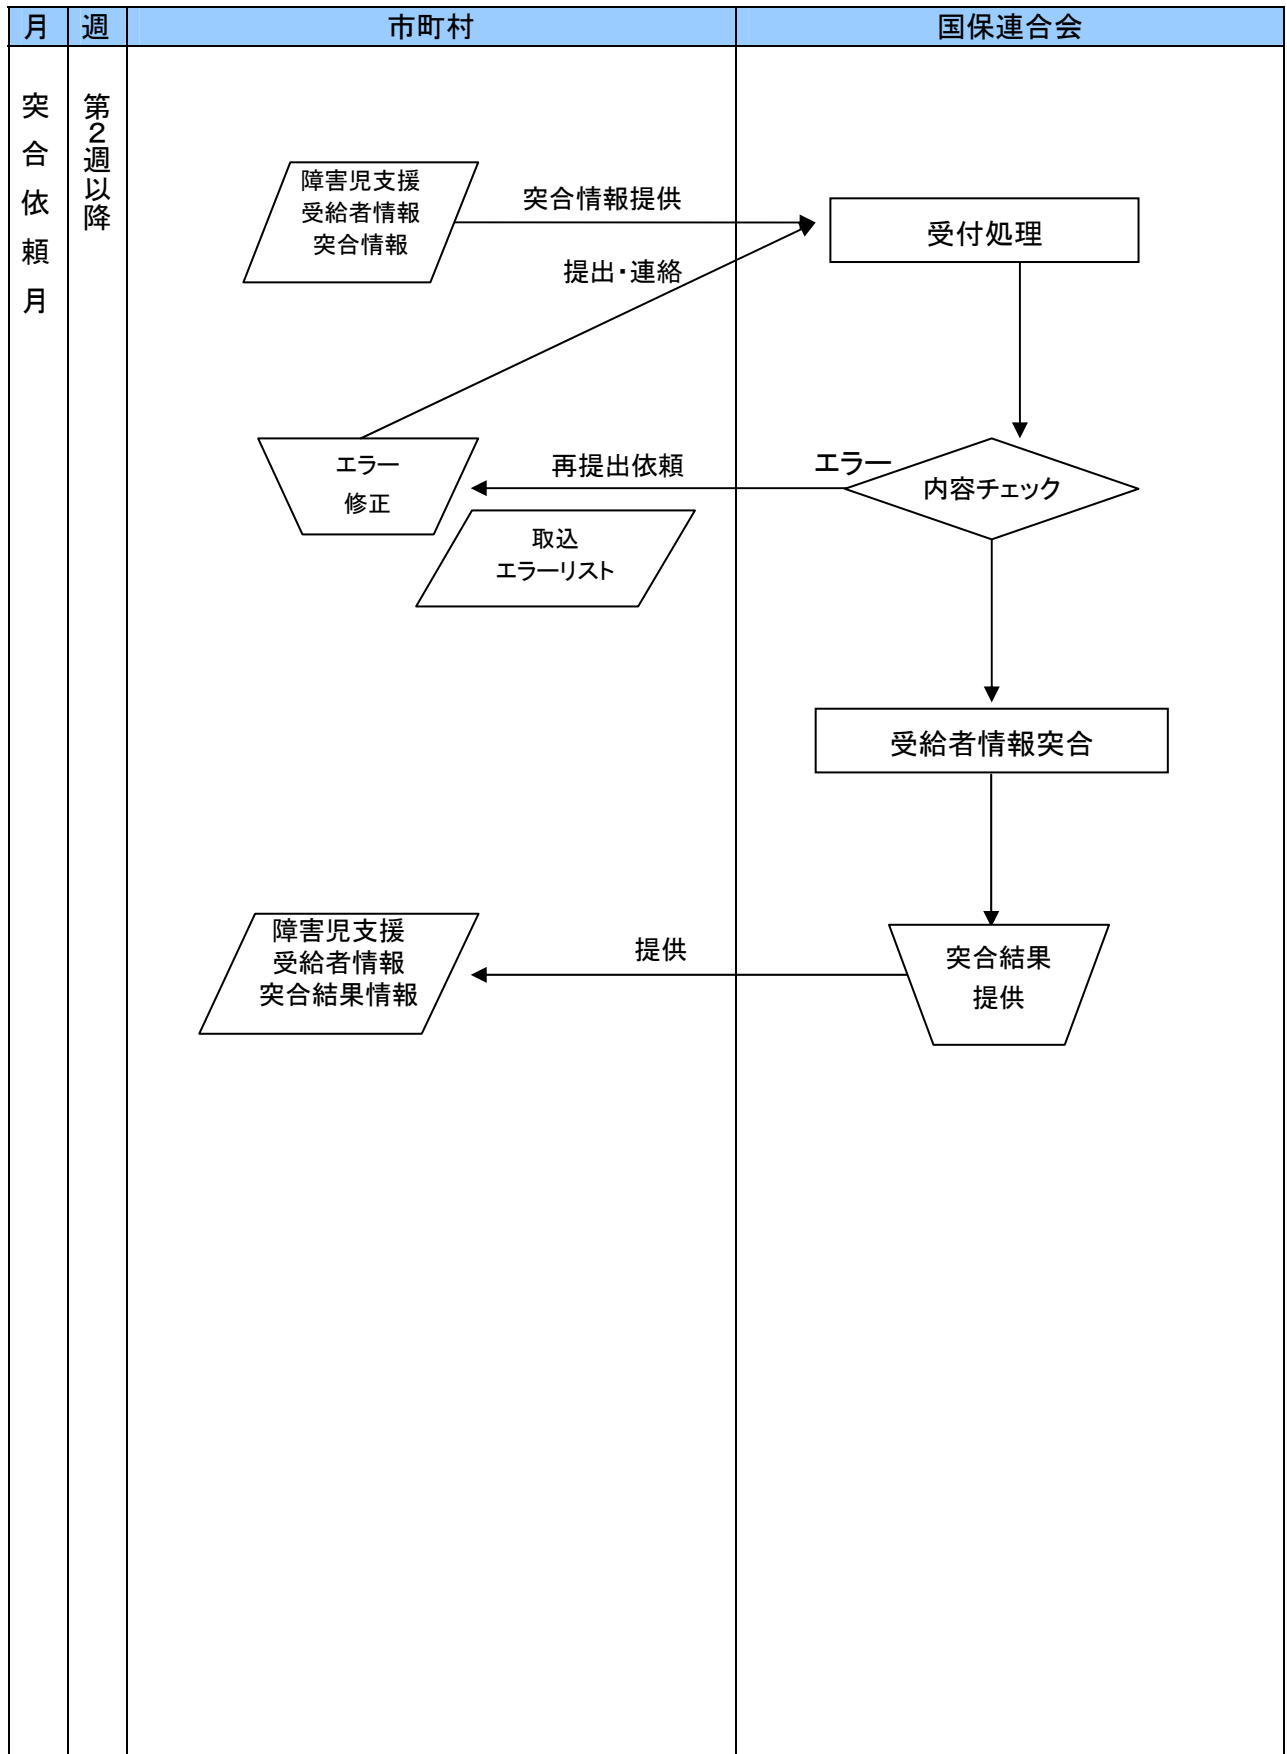 月 週 市町村 国保連合会
突合依頼月
第2週以降
障害児支援
受給者情報
突合情報
突合情報提供
受付処理
提出・連絡
エラー
修正
再提出依頼
エラー
内容チェック
取込
エラーリスト
受給者情報突合
障害児支援
受給者情報
突合結果情報
提供
突合結果
提供